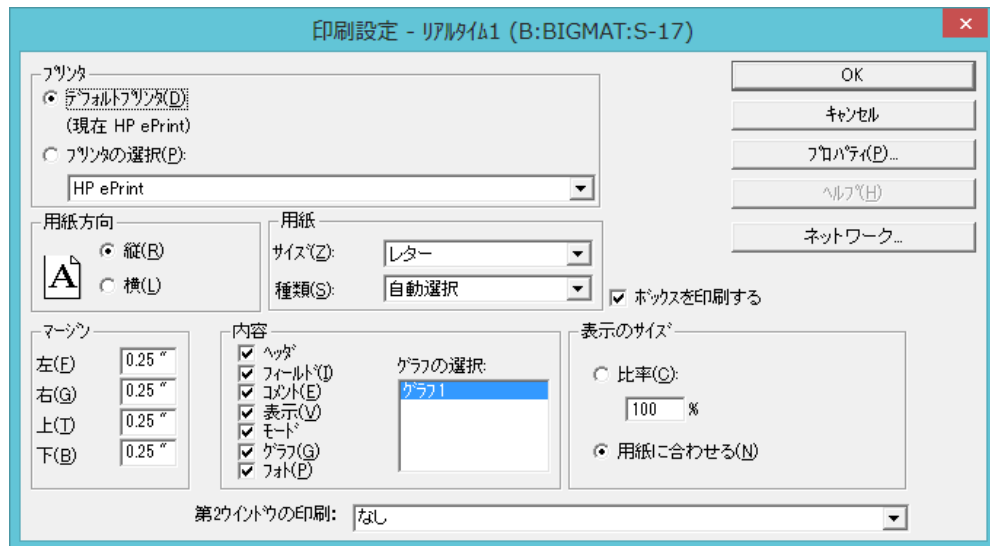 印刷設定 - ﾘｱﾙﾀｲﾑ1 (B:BIGMAT:S-17)
ﾌﾟﾘﾝﾀ
ﾃﾞﾌｫﾙﾄﾌﾟﾘﾝﾀ(D)
(現在 HP ePrint)
ﾌﾟﾘﾝﾀの選択(P):
HP ePrint
OK
ｷｬﾝｾﾙ
ﾌﾟﾛﾊﾟﾃｨ(P)...
ﾍﾙﾌﾟ(H)
ネットワーク...
用紙方向
A
縦(R)
横(L)
用紙
ｻｲｽﾞ(Z):
レター
種類(S):
自動選択
ﾎﾞｯｸｽを印刷する
ﾏｰｼﾞﾝ
左(F) 0.25 "
右(G) 0.25 "
上(T) 0.25 "
下(B) 0.25 "
内容
ﾍｯﾀﾞ
ﾌｨｰﾙﾄﾞ(I)
ｺﾒﾝﾄ(E)
表示(V)
ﾓｰﾄﾞ
ｸﾞﾗﾌ(G)
ﾌｫﾄ(P)
ｸﾞﾗﾌの選択:
ｸﾞﾗﾌ1
表示のｻｲｽﾞ
比率(C):
100 %
用紙に合わせる(N)
第2ｳｲﾝﾄﾞｳの印刷: なし